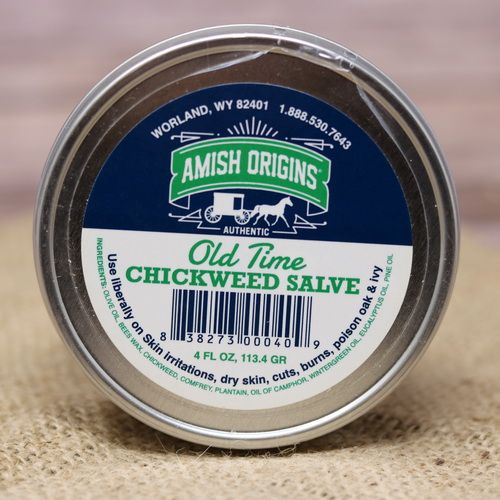 WORLAND, WY 82401 1.888.530.7643
AMISH ORIGINS
AUTHENTIC
Old Time
CHICKWEED SALVE
8 38273 00040 9
4 FL OZ, 113.4 GR
Use liberally on Skin Irritations, dry skin, cuts, burns, poison oak & ivy
INGREDIENTS: OLIVE OIL, BEES WAX, CHICKWEED, COMFREY, PLANTAIN, OIL OF CAMPHOR, WINTERGREEN OIL, EUCALYPTUS OIL, PINE OIL